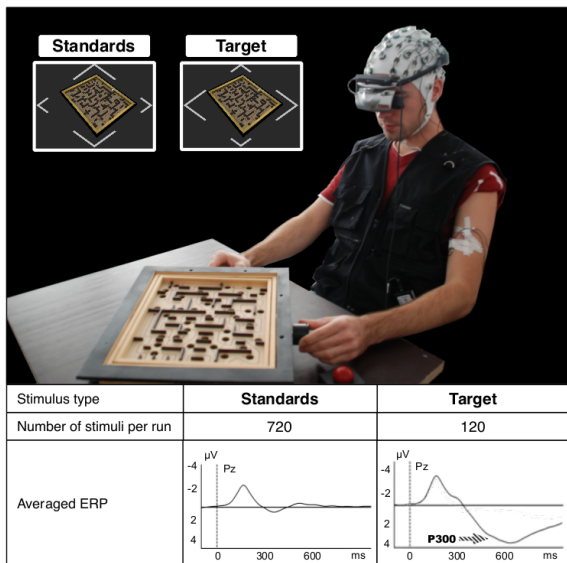 Standards Target
Stimulus type Standards Target
Number of stimuli per run 720 120
Averaged ERP
µV Pz
-4
-2
2
4
0 300 600 ms
µV Pz
-4
-2
2
4
P300
0 300 600 ms